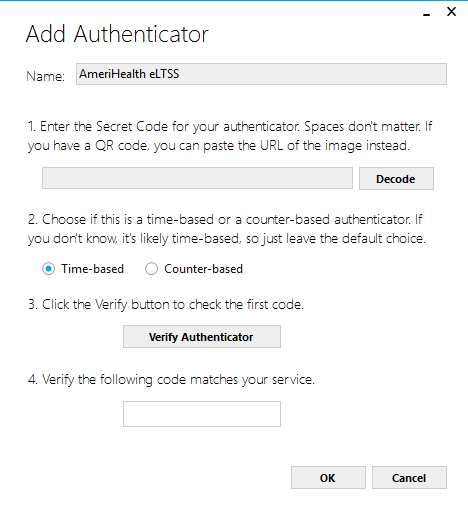 Add Authenticator
Name: AmeriHealth eLTSS
1. Enter the Secret Code for your authenticator. Spaces don't matter. If
you have a QR code, you can paste the URL of the image instead.
Decode
2. Choose if this is a time-based or a counter-based authenticator. If
you don't know, it's likely time-based, so just leave the default choice.
Time-based Counter-based
3. Click the Verify button to check the first code.
Verify Authenticator
4. Verify the following code matches your service.
OK Cancel